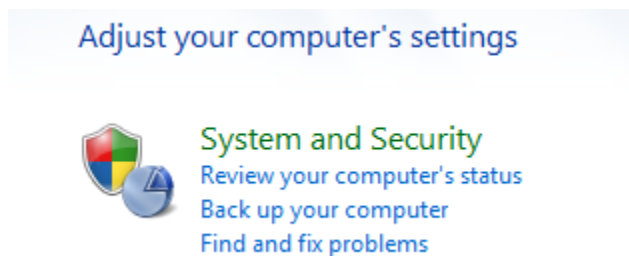 Adjust your computer's settings
System and Security
Review your computer's status
Back up your computer
Find and fix problems